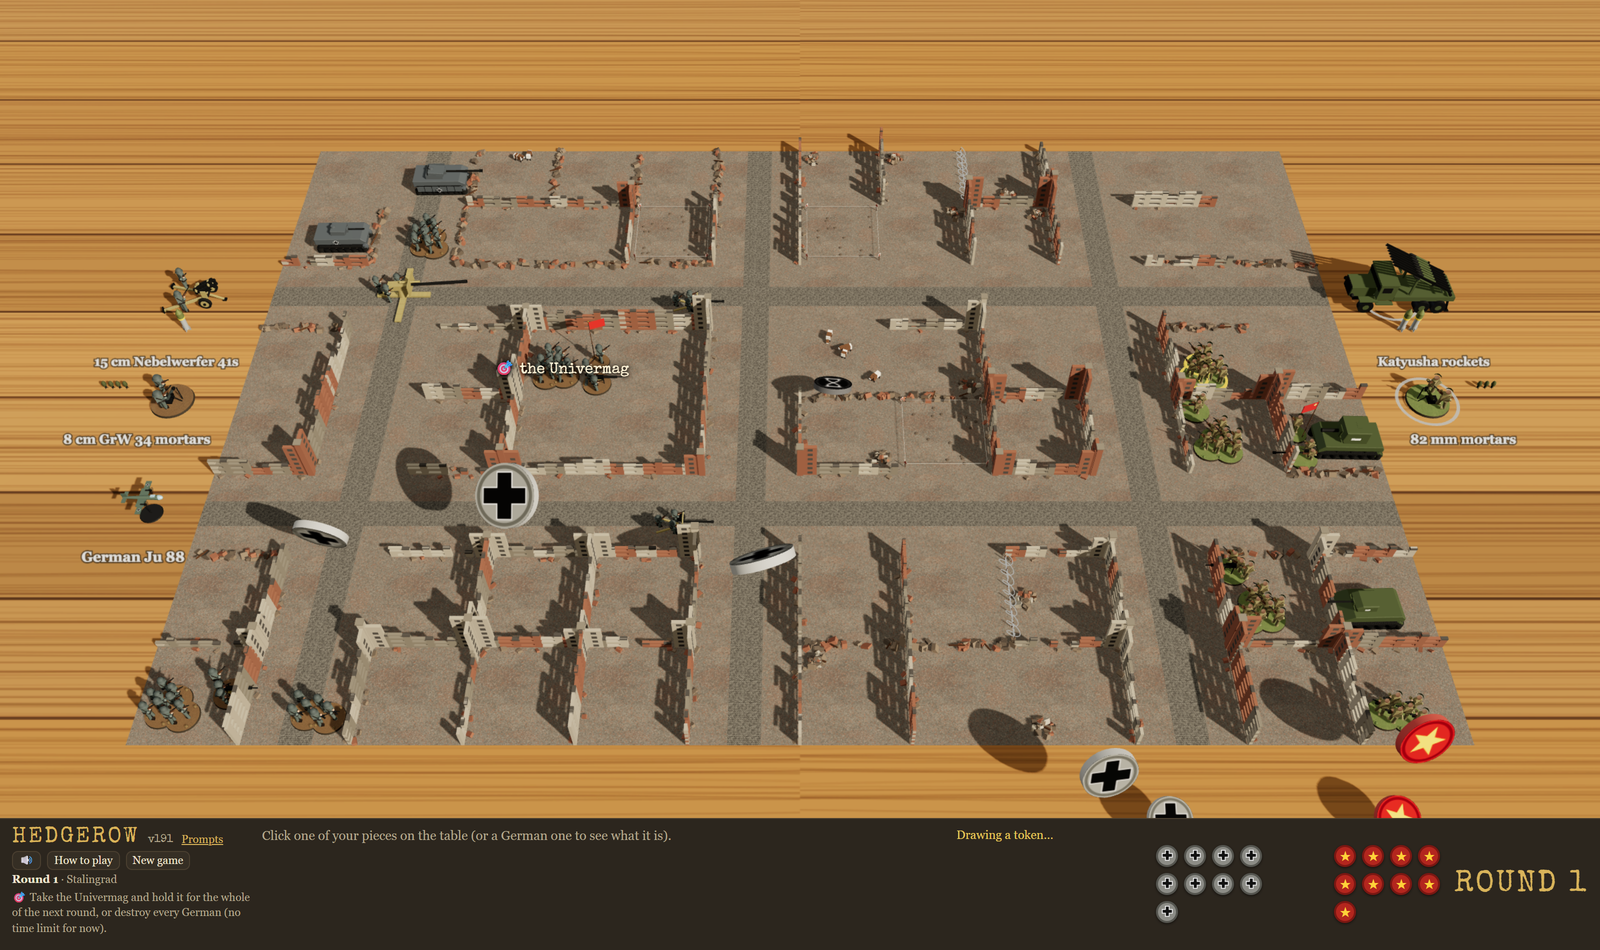 15 cm Nebelwerfer 41s
8 cm GrW 34 mortars
German Ju 88
the Univermag
Katyusha rockets
82 mm mortars
HEDGEROW v191 Prompts
How to play
New game
Round 1 · Stalingrad
Take the Univermag and hold it for the whole
of the next round, or destroy every German (no
time limit for now).
Click one of your pieces on the table (or a German one to see what it is).
Drawing a token...
ROUND 1